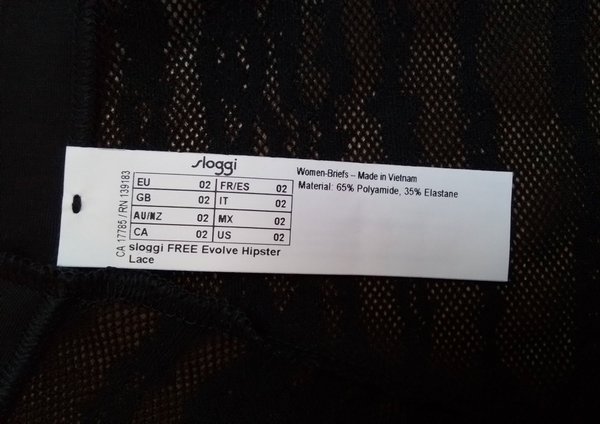 sloggi
EU 02 FR/ES 02
GB 02 IT 02
AU/NZ 02 MX 02
CA 02 US 02
sloggi FREE Evolve Hipster
Lace
CA 17785 / RN 139183
Women-Briefs – Made in Vietnam
Material: 65% Polyamide, 35% Elastane